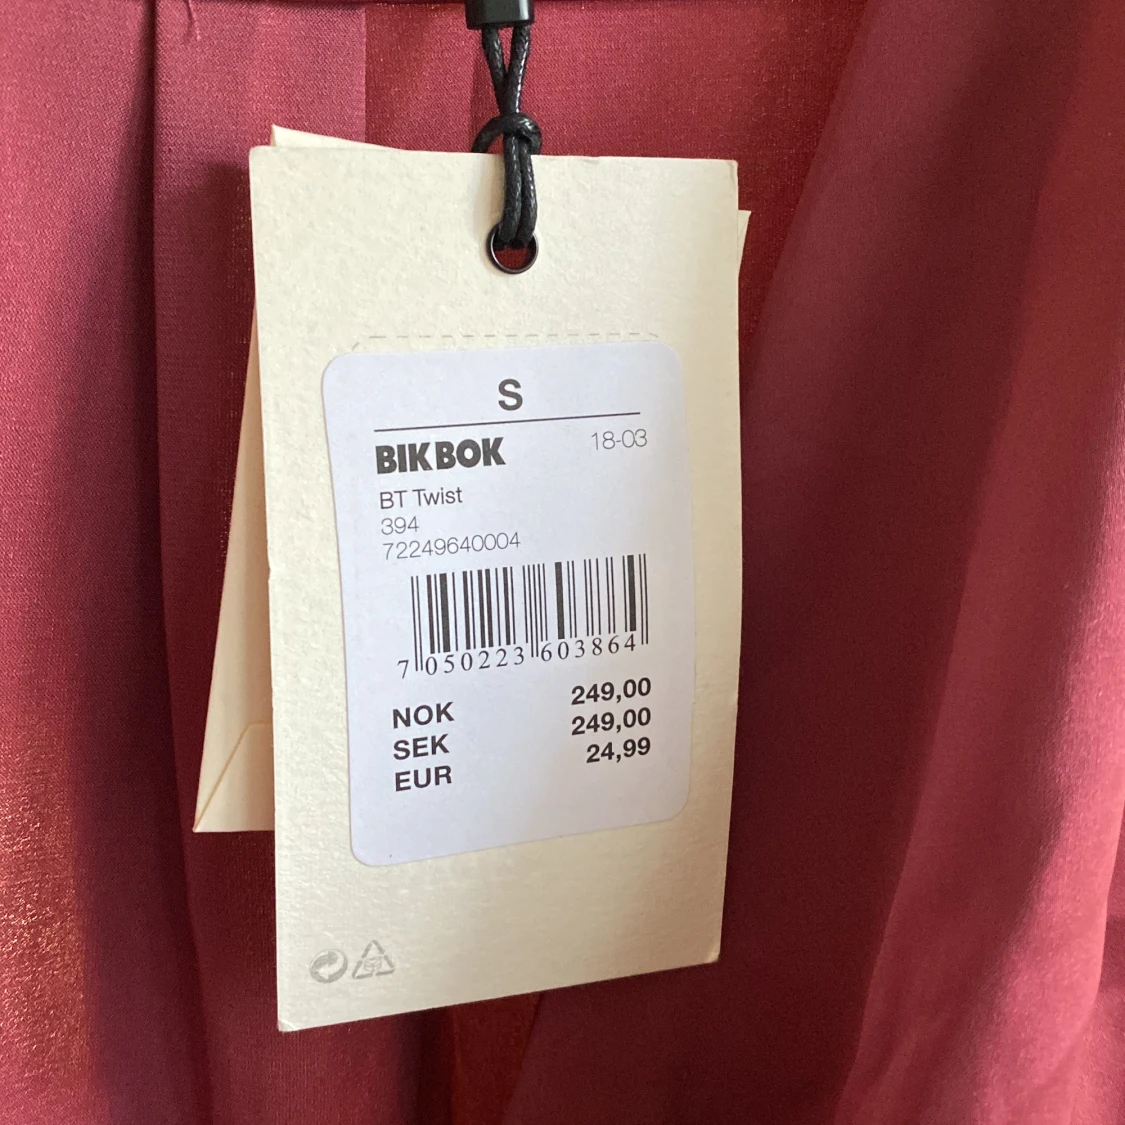 S
BIKBOK 18-03
BT Twist
394
72249640004
7 050223 603864
NOK 249,00
SEK 249,00
EUR 24,99